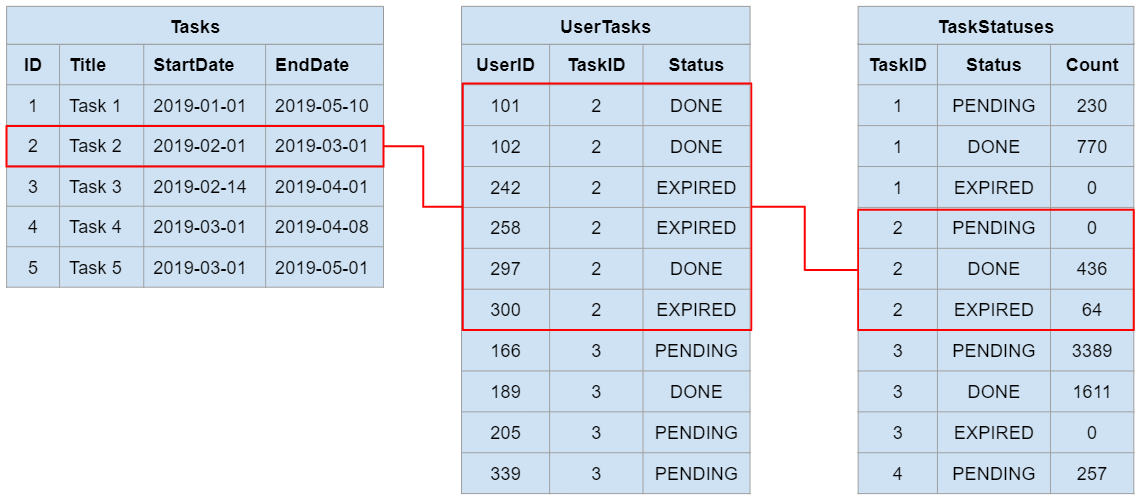 Tasks
ID Title StartDate EndDate
1 Task 1 2019-01-01 2019-05-10
2 Task 2 2019-02-01 2019-03-01
3 Task 3 2019-02-14 2019-04-01
4 Task 4 2019-03-01 2019-04-08
5 Task 5 2019-03-01 2019-05-01
UserTasks
UserID TaskID Status
101 2 DONE
102 2 DONE
242 2 EXPIRED
258 2 EXPIRED
297 2 DONE
300 2 EXPIRED
166 3 PENDING
189 3 DONE
205 3 PENDING
339 3 PENDING
TaskStatuses
TaskID Status Count
1 PENDING 230
1 DONE 770
1 EXPIRED 0
2 PENDING 0
2 DONE 436
2 EXPIRED 64
3 PENDING 3389
3 DONE 1611
3 EXPIRED 0
4 PENDING 257